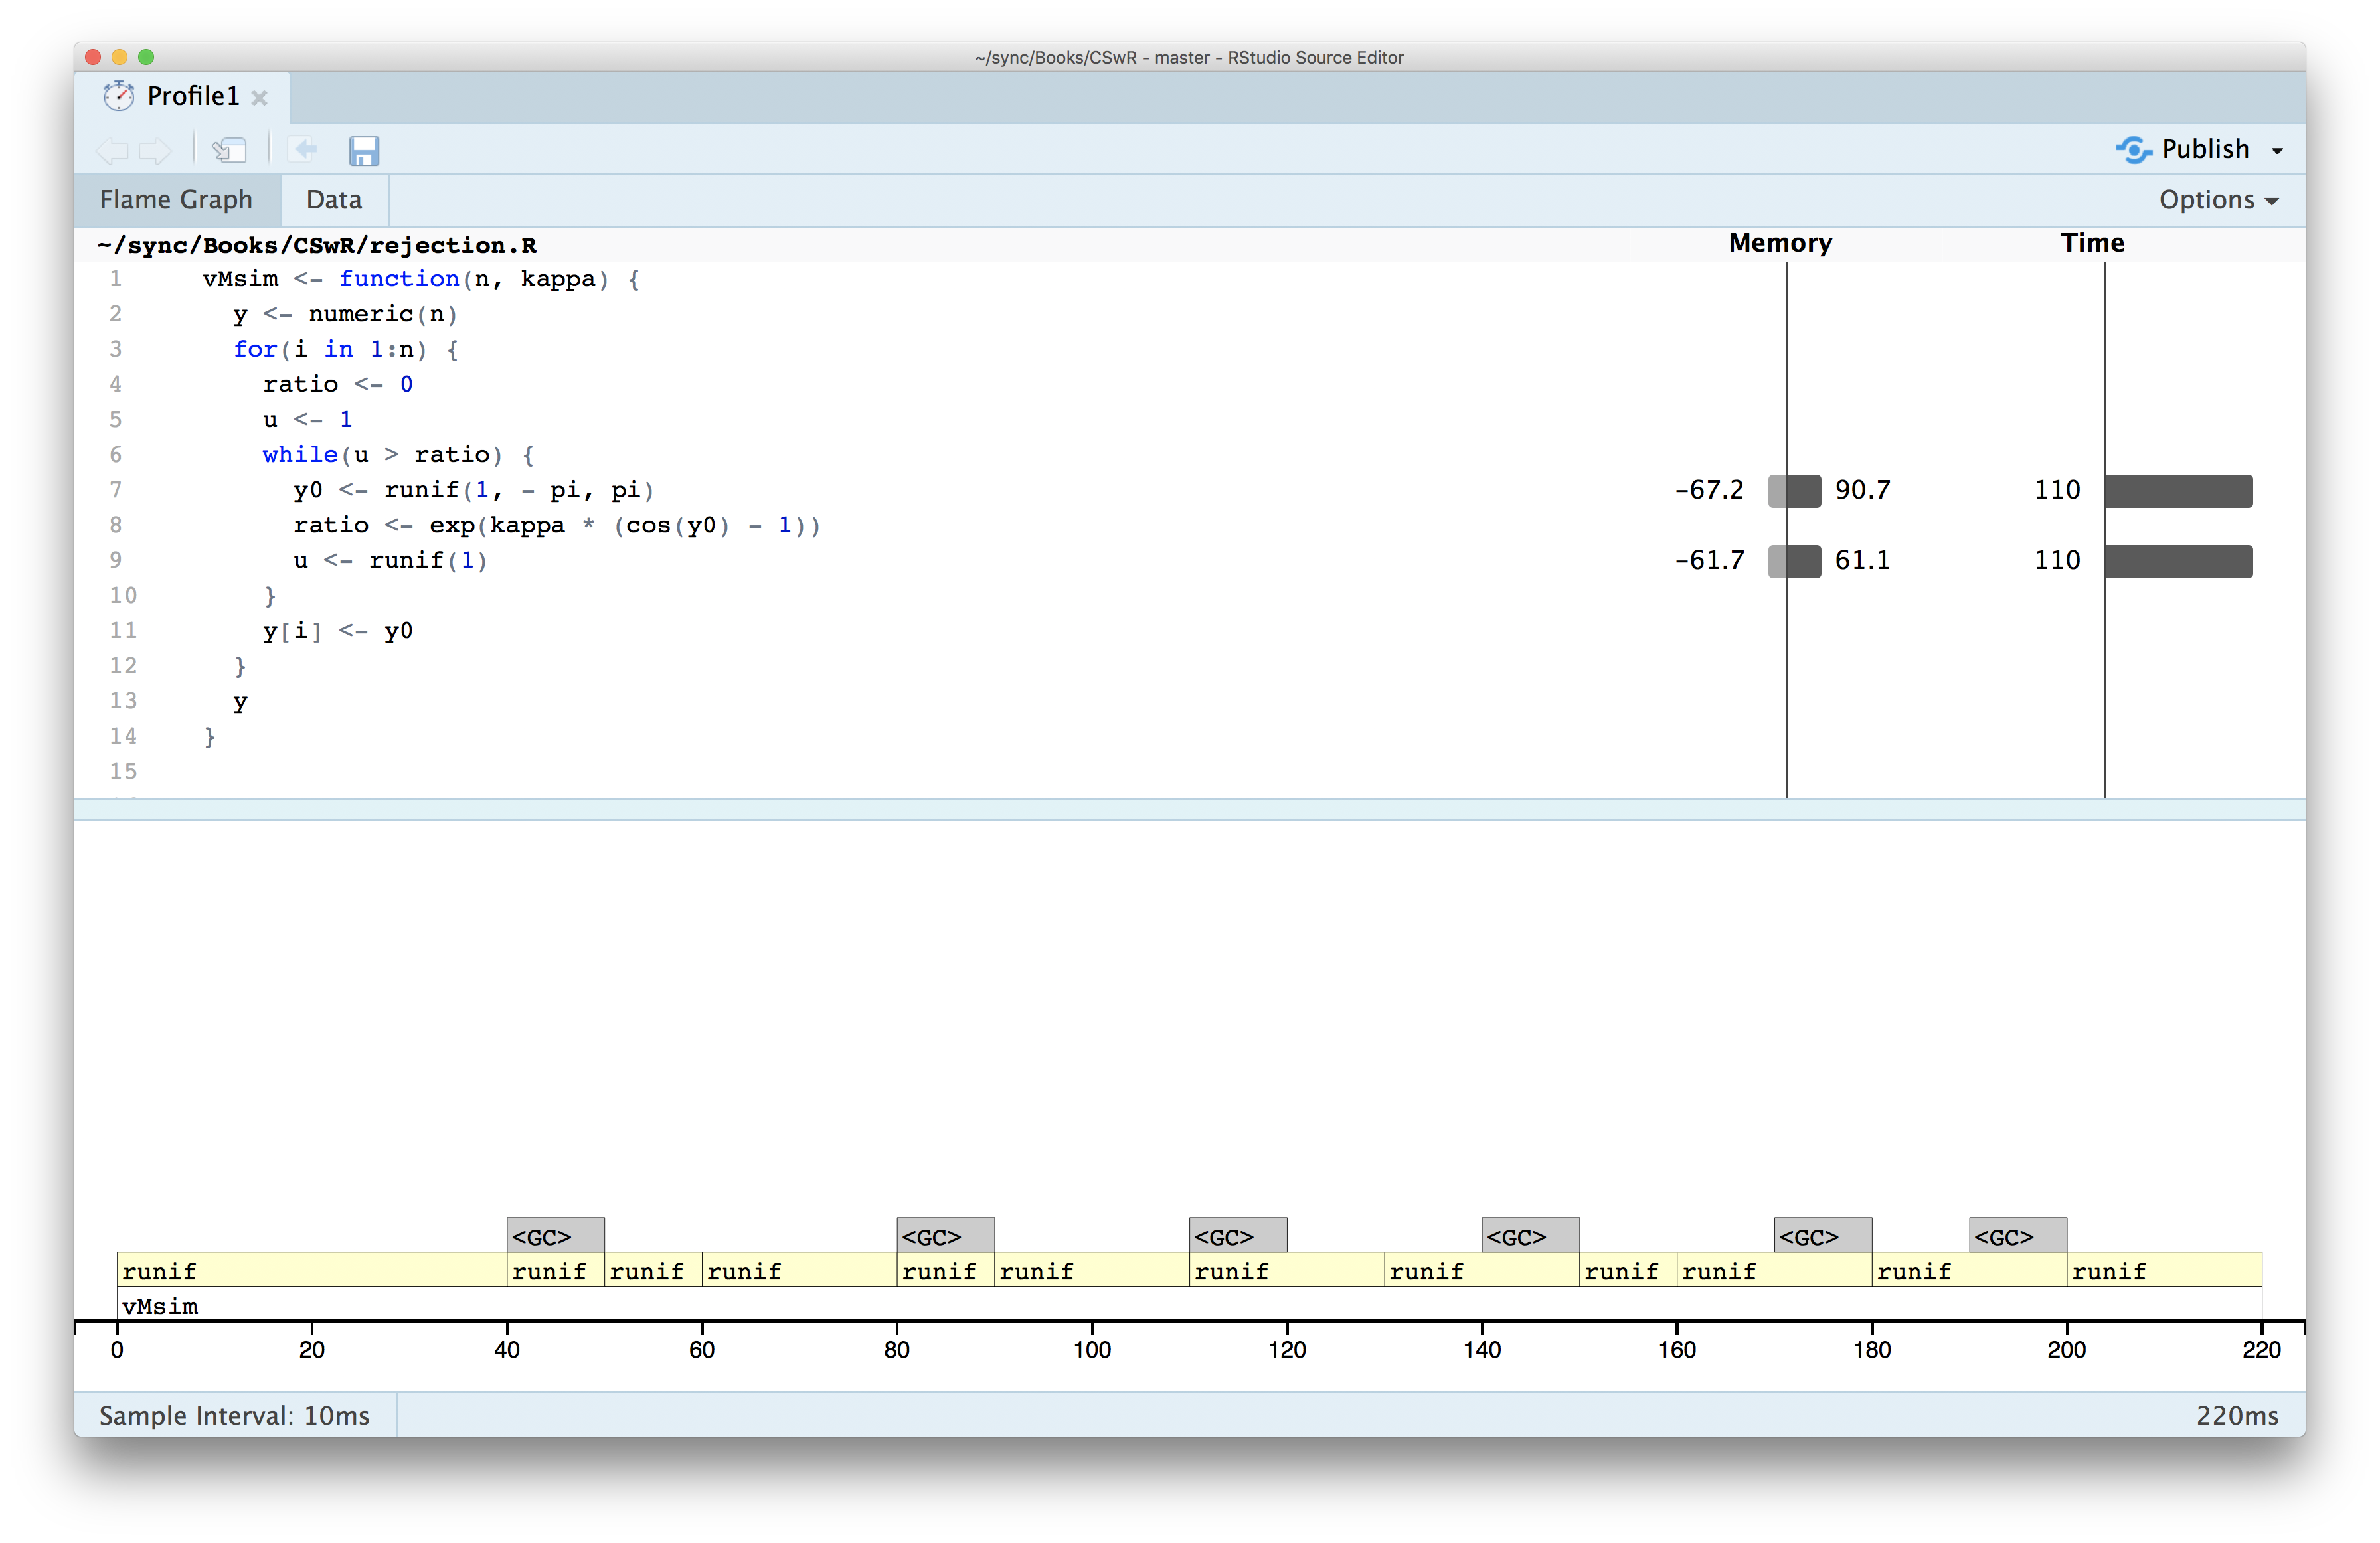 ~/sync/Books/CSwR - master - RStudio Source Editor
Profile1
Publish
Flame Graph Data Options
~/sync/Books/CSwR/rejection.R Memory Time
1 vMsim <- function(n, kappa) {
2 y <- numeric(n)
3 for(i in 1:n) {
4 ratio <- 0
5 u <- 1
6 while(u > ratio) {
7 y0 <- runif(1, - pi, pi) -67.2 90.7 110
8 ratio <- exp(kappa * (cos(y0) - 1))
9 u <- runif(1) -61.7 61.1 110
10 }
11 y[i] <- y0
12 }
13 y
14 }
15
<GC> <GC> <GC> <GC> <GC> <GC>
runif runif runif runif runif runif runif runif runif runif runif runif
vMsim
0 20 40 60 80 100 120 140 160 180 200 220
Sample Interval: 10ms 220ms